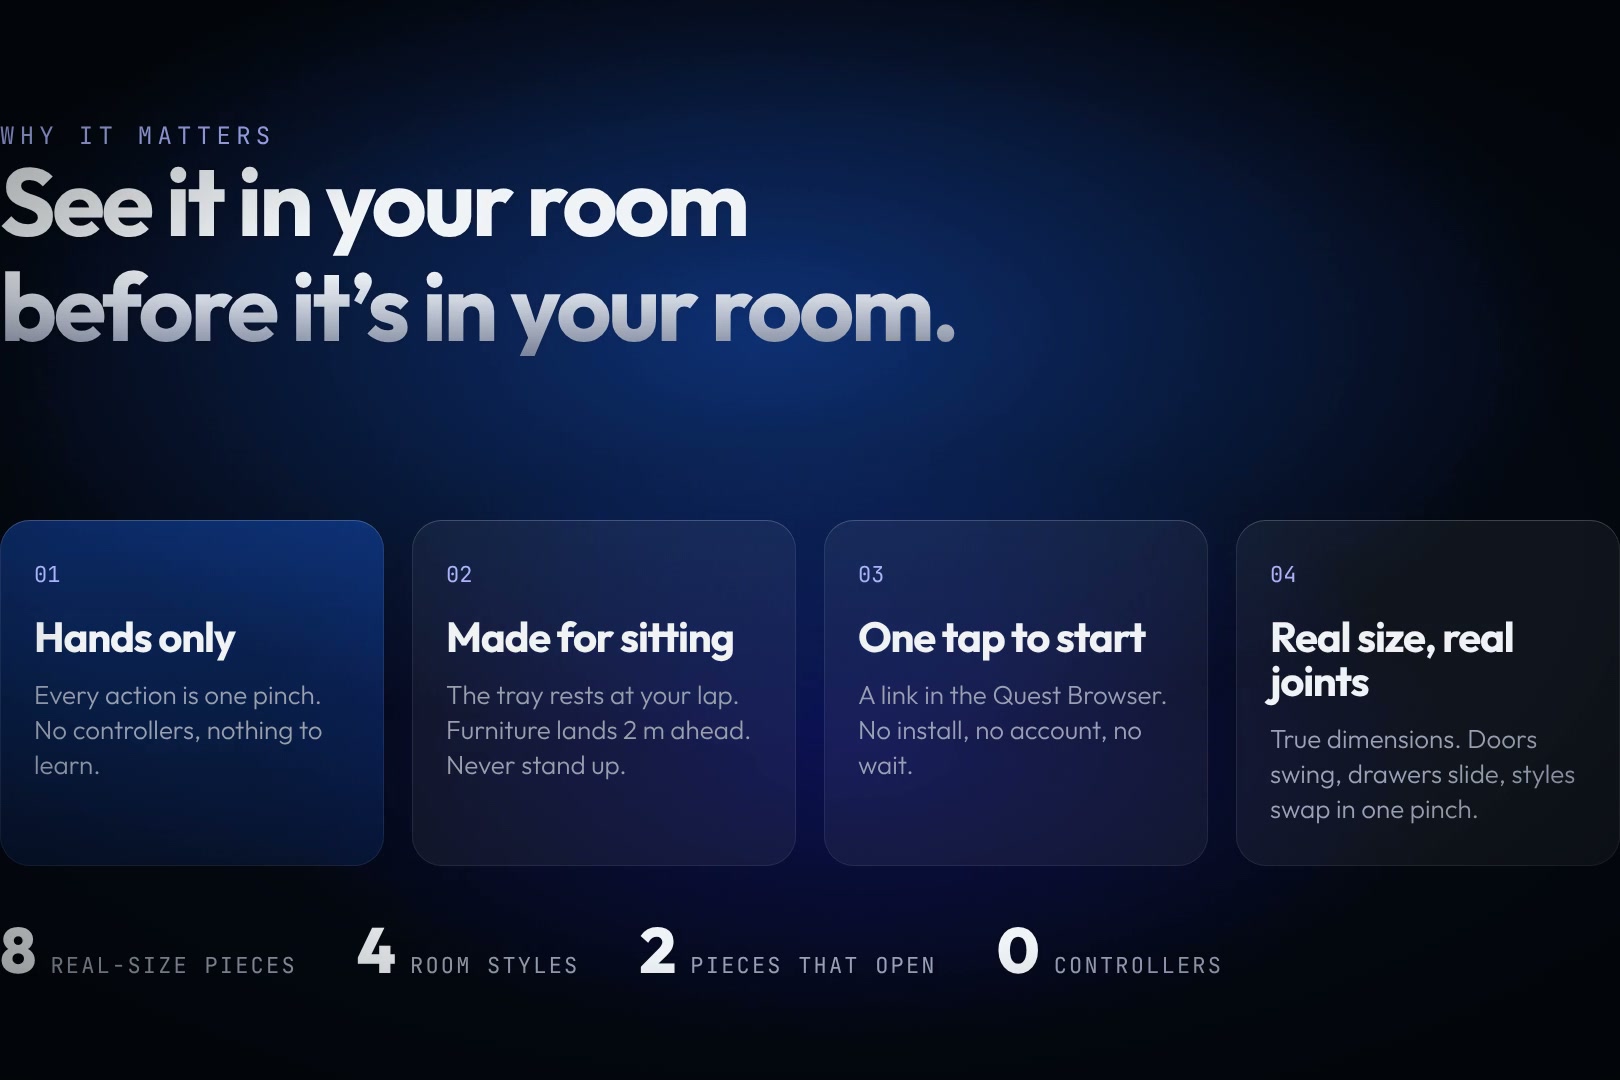 WHY IT MATTERS
See it in your room
before it’s in your room.
01
Hands only
Every action is one pinch.
No controllers, nothing to
learn.
02
Made for sitting
The tray rests at your lap.
Furniture lands 2 m ahead.
Never stand up.
03
One tap to start
A link in the Quest Browser.
No install, no account, no
wait.
04
Real size, real
joints
True dimensions. Doors
swing, drawers slide, styles
swap in one pinch.
8 REAL-SIZE PIECES
4 ROOM STYLES
2 PIECES THAT OPEN
0 CONTROLLERS